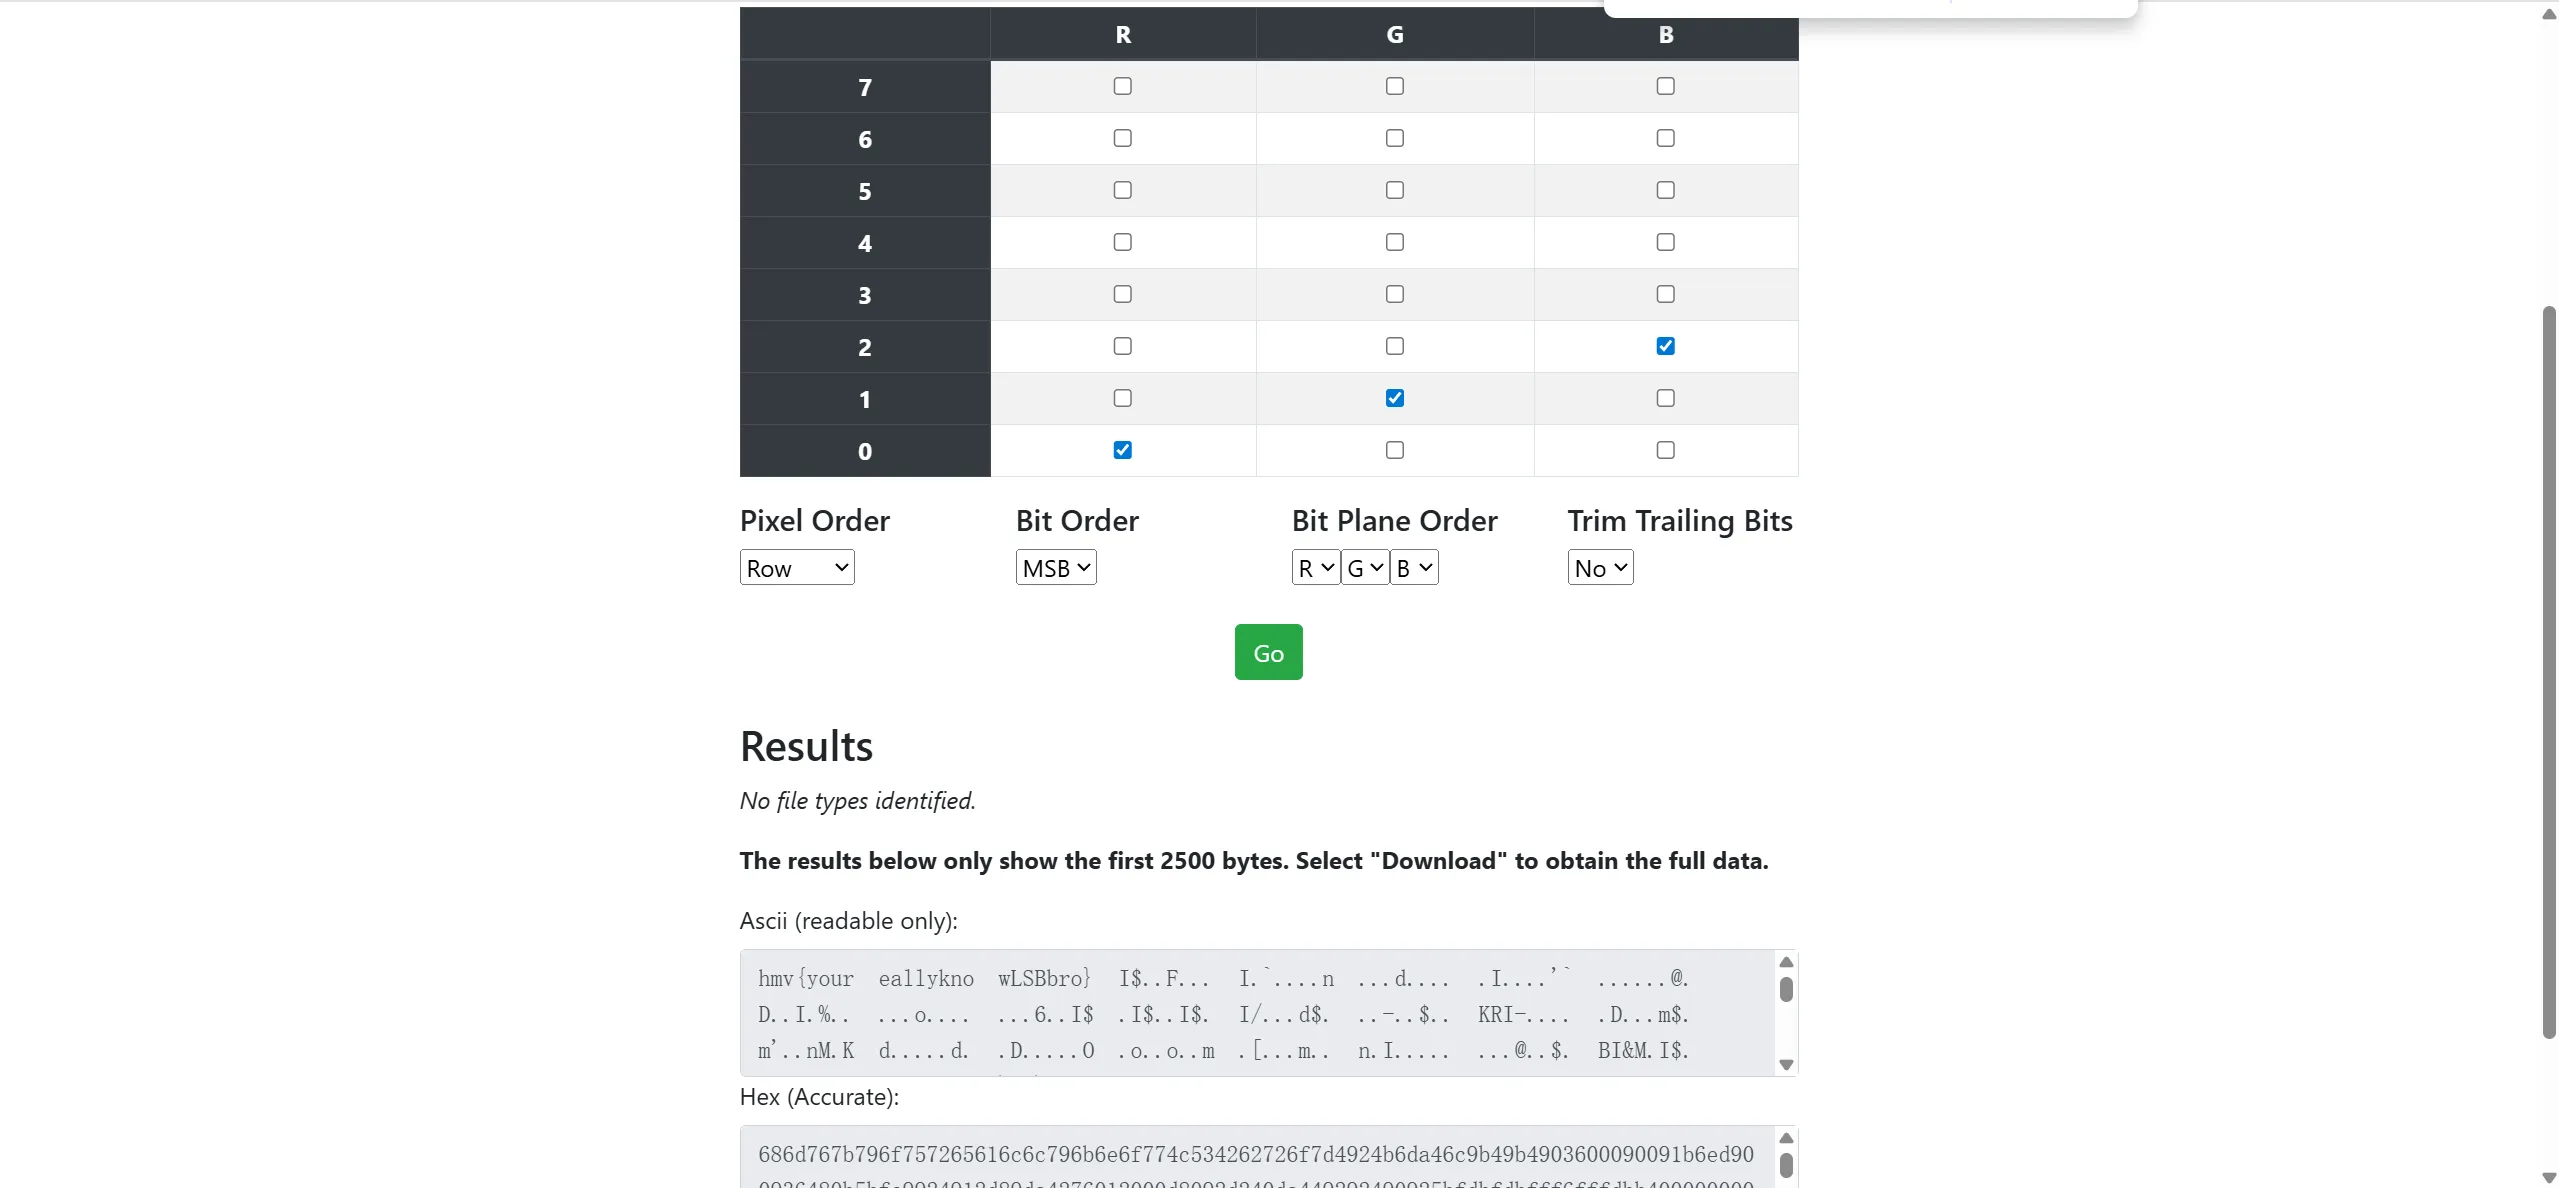 R G B
7
6
5
4
3
2
1
0
Pixel Order Bit Order Bit Plane Order Trim Trailing Bits
Row MSB R G B No
Go
Results
No file types identified.
The results below only show the first 2500 bytes. Select "Download" to obtain the full data.
Ascii (readable only):
hmv{your eallykno wLSBbro} I$..F... I.`....n ...d.... .I....'` ......@.
D..I.%.. ...o.... ...6..I$ .I$..I$. I/...d$. ..-..$.. KRI-.... .D...m$.
m'..nM.K d.....d. .D.....O .o..o..m .[...m.. n.I..... ...@..$. BI&M.I$.
Hex (Accurate):
686d767b796f757265616c6c796b6e6f774c534262726f7d4924b6da46c9b49b4903600090091b6ed90